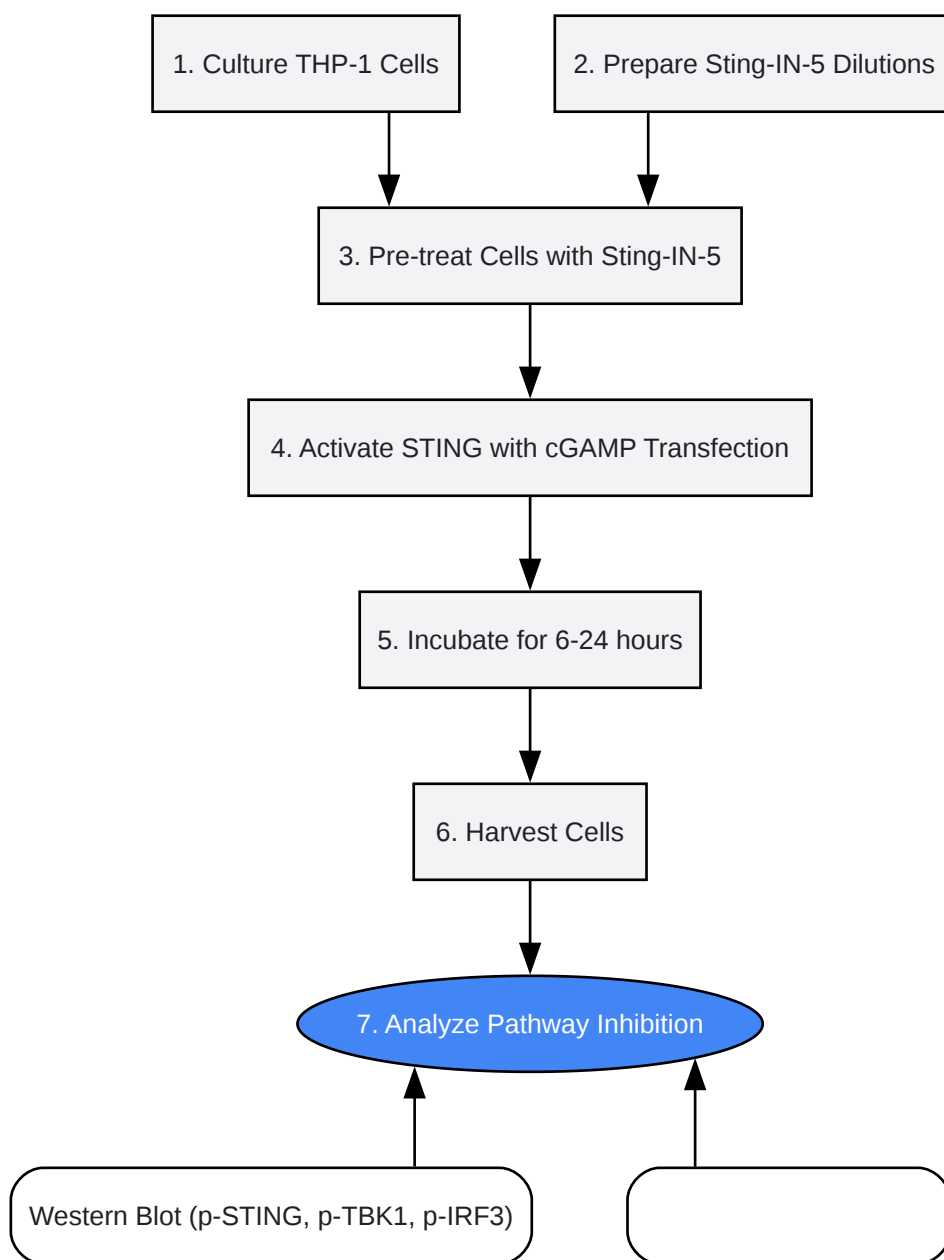 1. Culture THP-1 Cells
2. Prepare Sting-IN-5 Dilutions
3. Pre-treat Cells with Sting-IN-5
4. Activate STING with cGAMP Transfection
5. Incubate for 6-24 hours
6. Harvest Cells
7. Analyze Pathway Inhibition
Western Blot (p-STING, p-TBK1, p-IRF3)